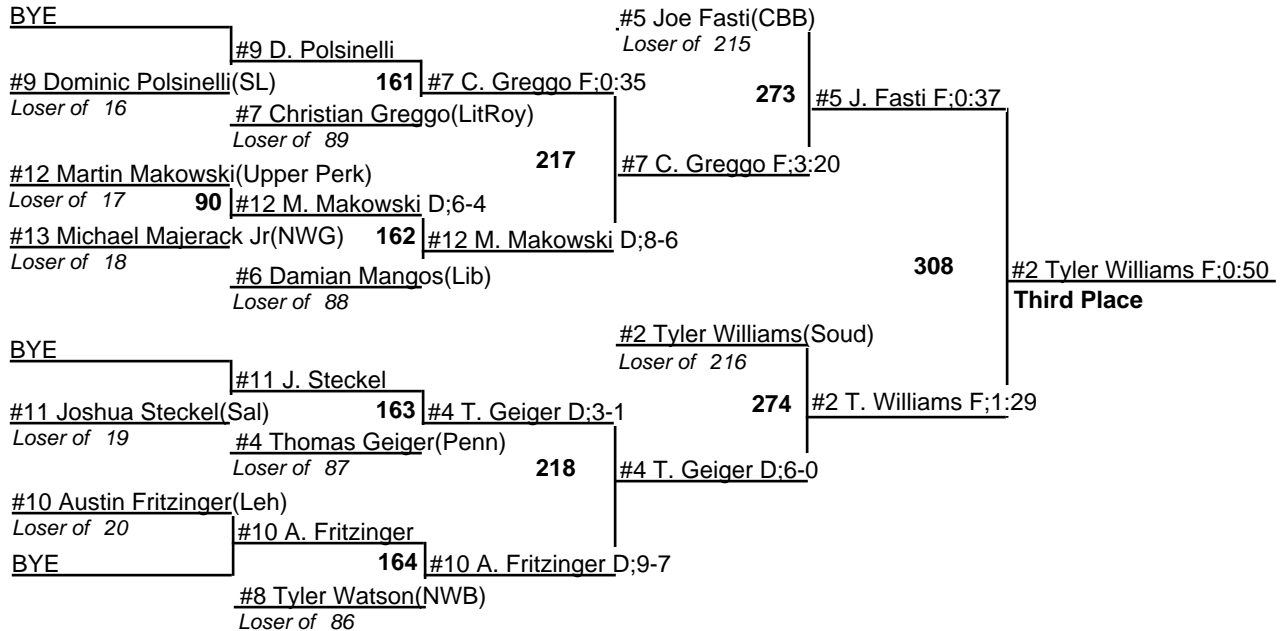 BYE
#9 D. Polsinelli
#9 Dominic Polsinelli(SL)
Loser of 16
161
#7 C. Greggo F;0:35
#7 Christian Greggo(LitRoy)
Loser of 89
217
#7 C. Greggo F;3:20
#12 Martin Makowski(Upper Perk)
Loser of 17
90
#12 M. Makowski D;6-4
#13 Michael Majerack Jr(NWG)
Loser of 18
162
#12 M. Makowski D;8-6
#6 Damian Mangos(Lib)
Loser of 88
.#5 Joe Fasti(CBB)
Loser of 215
273
#5 J. Fasti F;0:37
308
#2 Tyler Williams F;0:50
Third Place
BYE
#11 J. Steckel
#11 Joshua Steckel(Sal)
Loser of 19
163
#4 T. Geiger D;3-1
#4 Thomas Geiger(Penn)
Loser of 87
218
#4 T. Geiger D;6-0
#10 Austin Fritzinger(Leh)
Loser of 20
#10 A. Fritzinger
BYE
164
#10 A. Fritzinger D;9-7
#8 Tyler Watson(NWB)
Loser of 86
#2 Tyler Williams(Soud)
Loser of 216
274
#2 T. Williams F;1:29